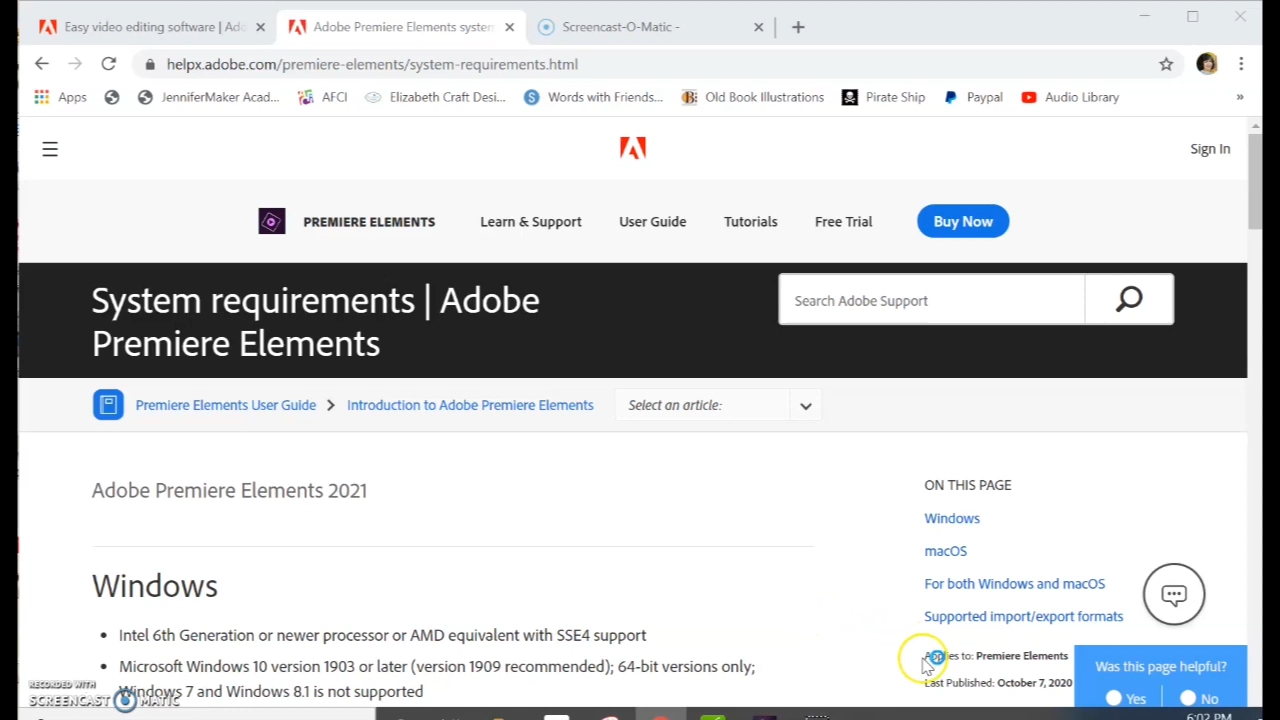 Easy video editing software | Ado
Adobe Premiere Elements system
Screencast-O-Matic -
helpx.adobe.com/premiere-elements/system-requirements.html
Apps
JenniferMaker Acad...
AFCI
Elizabeth Craft Desi...
Words with Friends...
Old Book Illustrations
Pirate Ship
Paypal
Audio Library
»
Sign In
PREMIERE ELEMENTS
Learn & Support
User Guide
Tutorials
Free Trial
Buy Now
System requirements | Adobe
Premiere Elements
Search Adobe Support
Premiere Elements User Guide
Introduction to Adobe Premiere Elements
Select an article:
Adobe Premiere Elements 2021
ON THIS PAGE
Windows
macOS
For both Windows and macOS
Supported import/export formats
Applies to: Premiere Elements
Last Published: October 7, 2020
Windows
• Intel 6th Generation or newer processor or AMD equivalent with SSE4 support
• Microsoft Windows 10 version 1903 or later (version 1909 recommended); 64-bit versions only;
Windows 7 and Windows 8.1 is not supported
Was this page helpful?
Yes
No
RECORDED WITH
SCREENCAST MATIC
6:02 PM